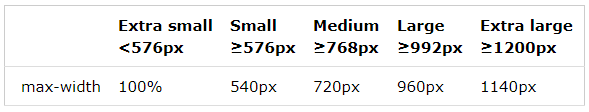 Extra small Small Medium Large Extra large
<576px ≥576px ≥768px ≥992px ≥1200px
max-width 100% 540px 720px 960px 1140px